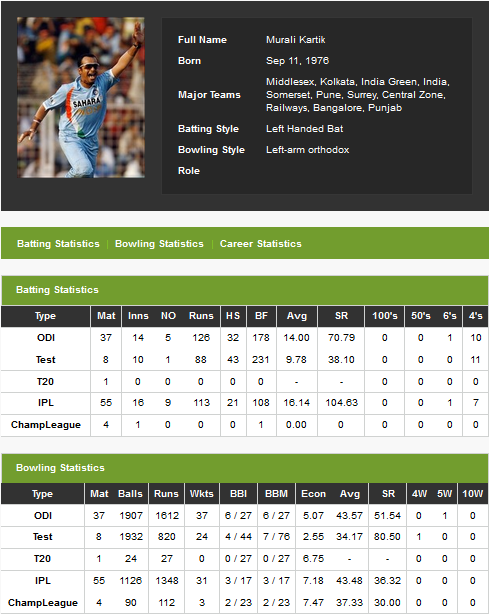 SAHARA
Full Name Murali Kartik
Born Sep 11, 1976
Major Teams Middlesex, Kolkata, India Green, India,
Somerset, Pune, Surrey, Central Zone,
Railways, Bangalore, Punjab
Batting Style Left Handed Bat
Bowling Style Left-arm orthodox
Role
Batting Statistics | Bowling Statistics | Career Statistics
Batting Statistics
Type Mat Inns NO Runs HS BF Avg SR 100's 50's 6's 4's
ODI 37 14 5 126 32 178 14.00 70.79 0 0 1 10
Test 8 10 1 88 43 231 9.78 38.10 0 0 0 11
T20 1 0 0 0 0 0 - - 0 0 0 0
IPL 55 16 9 113 21 108 16.14 104.63 0 0 1 7
ChampLeague 4 1 0 0 0 1 0.00 0 0 0 0 0
Bowling Statistics
Type Mat Balls Runs Wkts BBI BBM Econ Avg SR 4W 5W 10W
ODI 37 1907 1612 37 6 / 27 6 / 27 5.07 43.57 51.54 0 1 0
Test 8 1932 820 24 4 / 44 7 / 76 2.55 34.17 80.50 1 0 0
T20 1 24 27 0 0 / 27 0 / 27 6.75 - - 0 0 0
IPL 55 1126 1348 31 3 / 17 3 / 17 7.18 43.48 36.32 0 0 0
ChampLeague 4 90 112 3 2 / 23 2 / 23 7.47 37.33 30.00 0 0 0